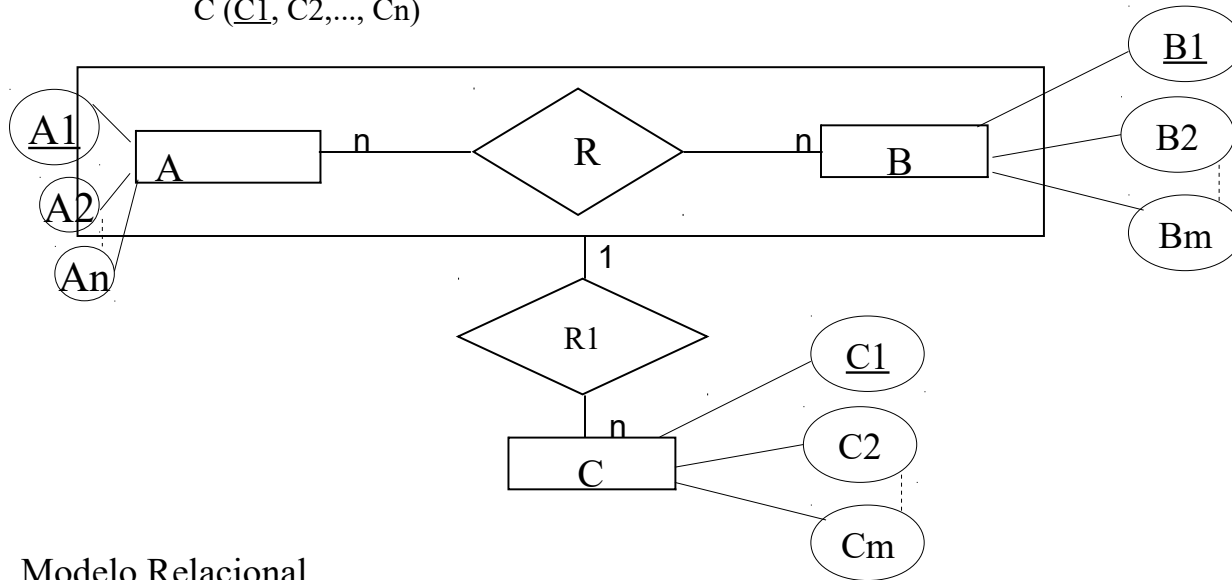 C (C1, C2,..., Cn)
B1
A1
n
R
n
B2
A
B
A2
Bm
An
1
R1
C1
n
C2
C
Cm
Modelo Relacional